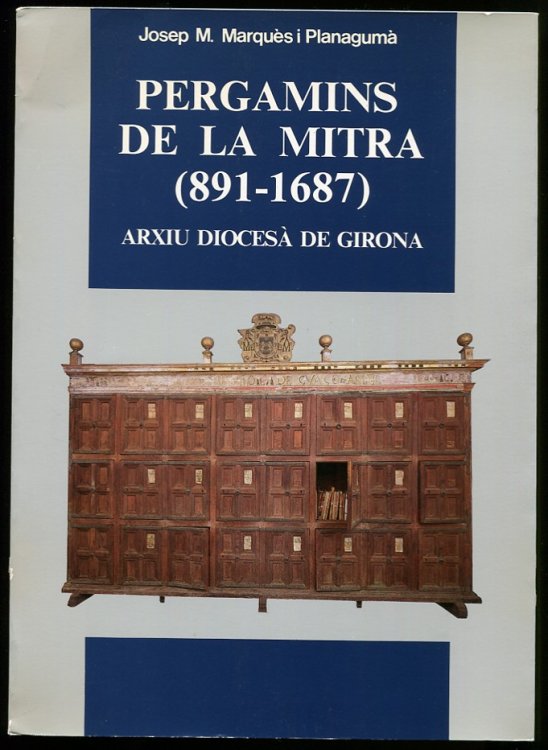 Josep M. Marquès i Planagumà
PERGAMINS
DE LA MITRA
(891-1687)
ARXIU DIOCESÀ DE GIRONA